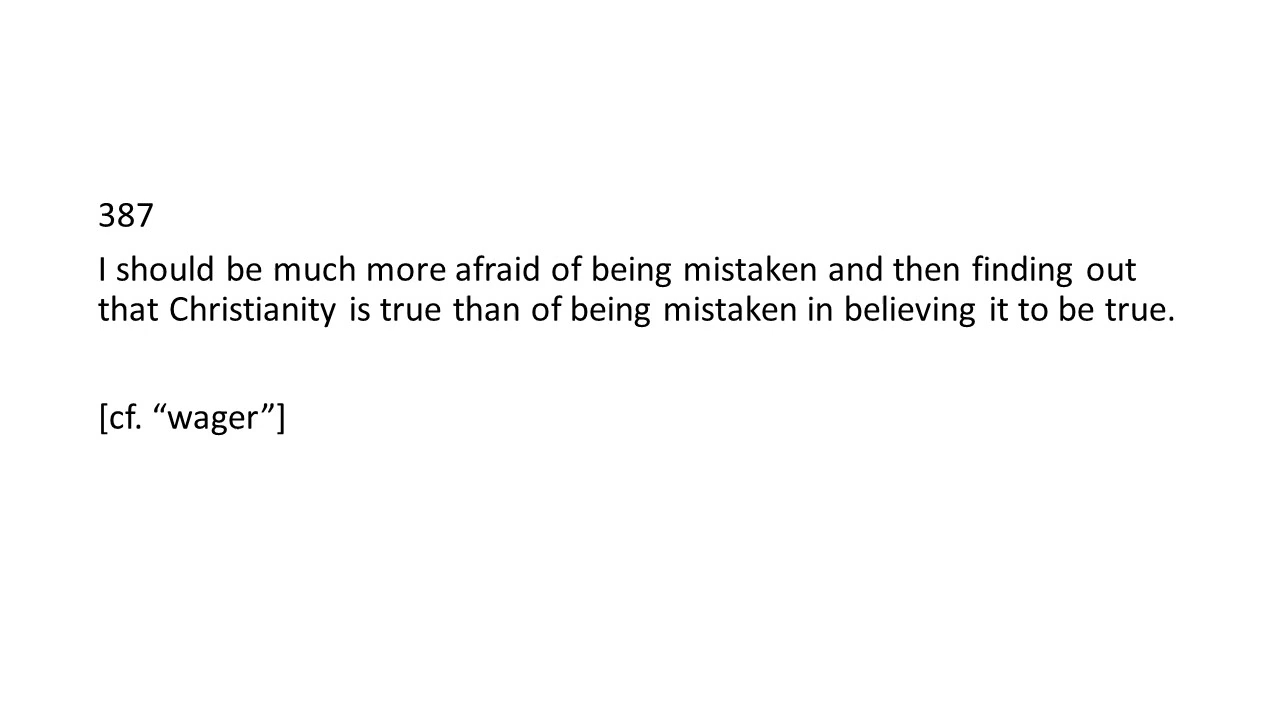 387
I should be much more afraid of being mistaken and then finding out
that Christianity is true than of being mistaken in believing it to be true.
[cf. “wager”]